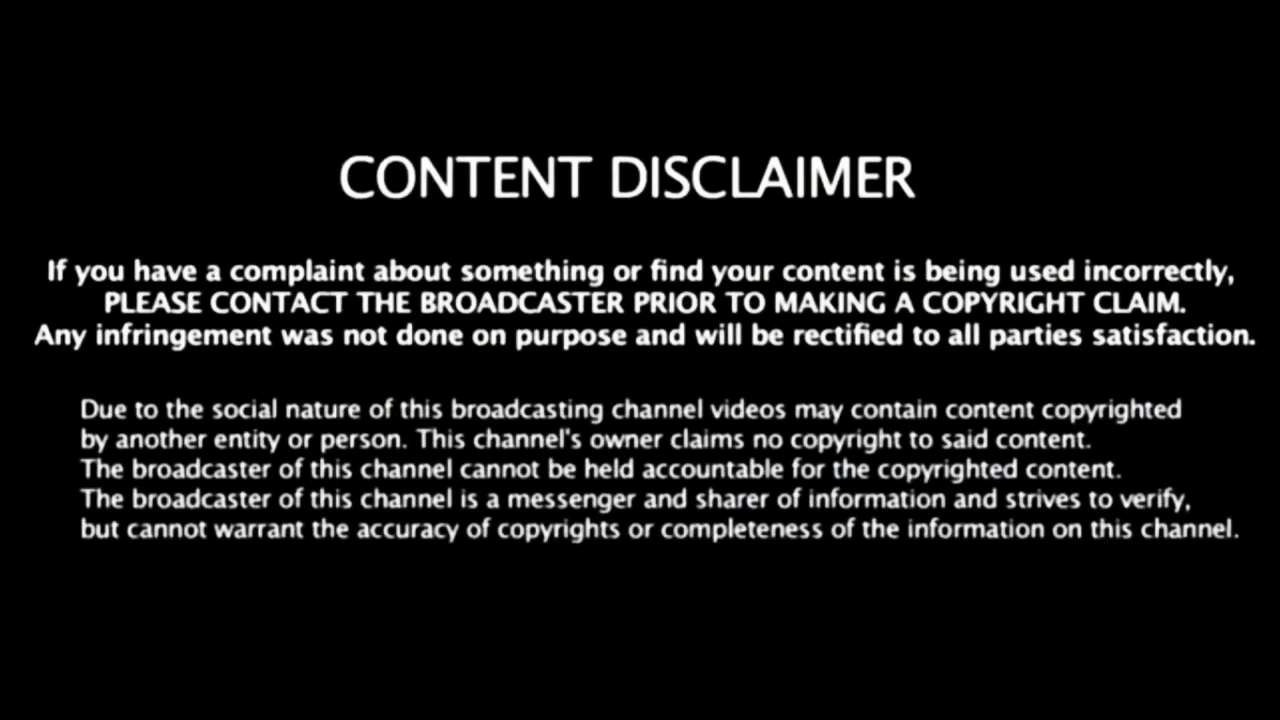 CONTENT DISCLAIMER
If you have a complaint about something or find your content is being used incorrectly,
PLEASE CONTACT THE BROADCASTER PRIOR TO MAKING A COPYRIGHT CLAIM.
Any infringement was not done on purpose and will be rectified to all parties satisfaction.
Due to the social nature of this broadcasting channel videos may contain content copyrighted
by another entity or person. This channel's owner claims no copyright to said content.
The broadcaster of this channel cannot be held accountable for the copyrighted content.
The broadcaster of this channel is a messenger and sharer of information and strives to verify,
but cannot warrant the accuracy of copyrights or completeness of the information on this channel.